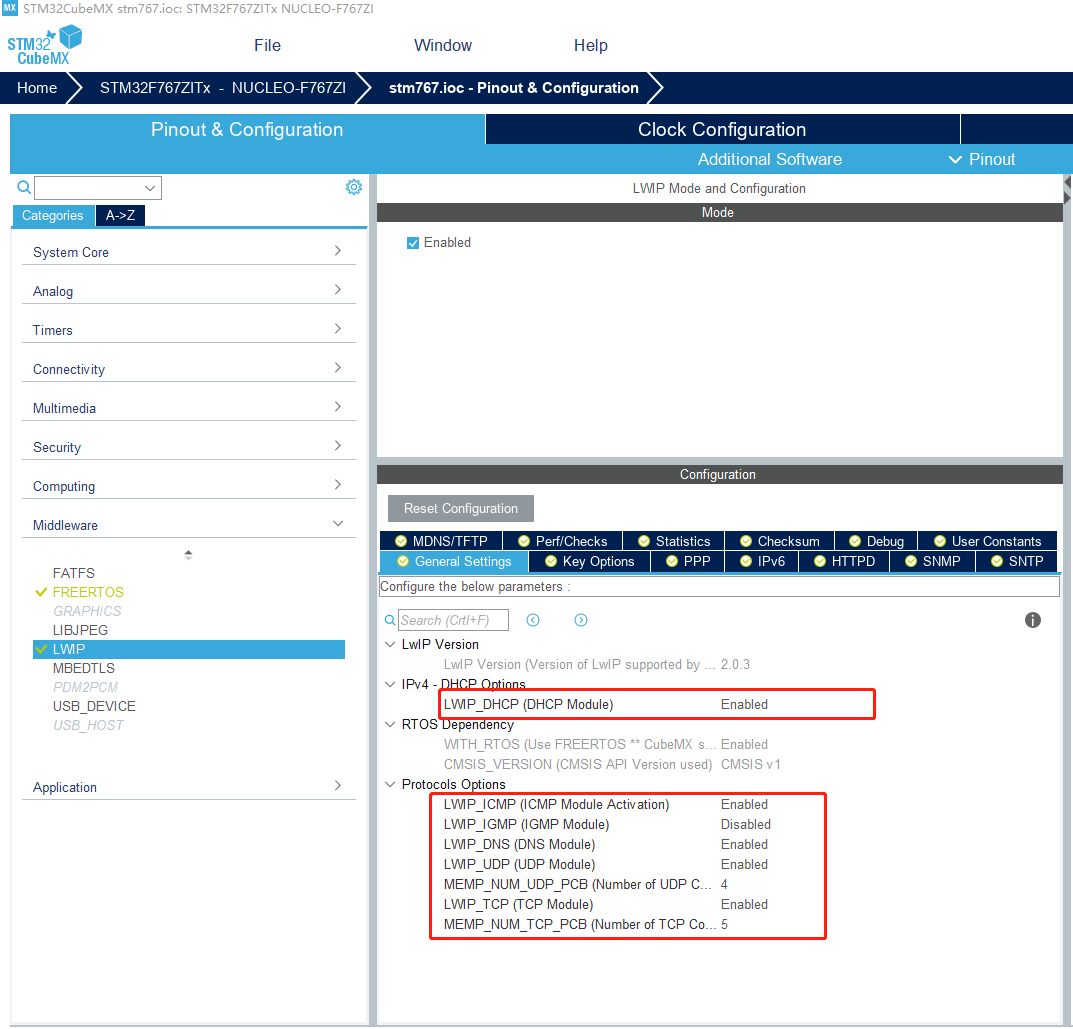 MX STM32CubeMX stm767.ioc: STM32F767ZITx NUCLEO-F767ZI
STM32
CubeMX
File Window Help
Home STM32F767ZITx - NUCLEO-F767ZI stm767.ioc - Pinout & Configuration
Pinout & Configuration Clock Configuration
Additional Software Pinout
Categories A->Z
System Core
Analog
Timers
Connectivity
Multimedia
Security
Computing
Middleware
FATFS
FREERTOS
GRAPHICS
LIBJPEG
LWIP
MBEDTLS
PDM2PCM
USB_DEVICE
USB_HOST
Application
LWIP Mode and Configuration
Mode
Enabled
Configuration
Reset Configuration
MDNS/TFTP Perf/Checks Statistics Checksum Debug User Constants
General Settings Key Options PPP IPv6 HTTPD SNMP SNTP
Configure the below parameters :
Search (Crtl+F)
LwIP Version
LwIP Version (Version of LwIP supported by ... 2.0.3
IPv4 - DHCP Options
LWIP_DHCP (DHCP Module) Enabled
RTOS Dependency
WITH_RTOS (Use FREERTOS ** CubeMX s... Enabled
CMSIS_VERSION (CMSIS API Version used) CMSIS v1
Protocols Options
LWIP_ICMP (ICMP Module Activation) Enabled
LWIP_IGMP (IGMP Module) Disabled
LWIP_DNS (DNS Module) Enabled
LWIP_UDP (UDP Module) Enabled
MEMP_NUM_UDP_PCB (Number of UDP C... 4
LWIP_TCP (TCP Module) Enabled
MEMP_NUM_TCP_PCB (Number of TCP Co... 5